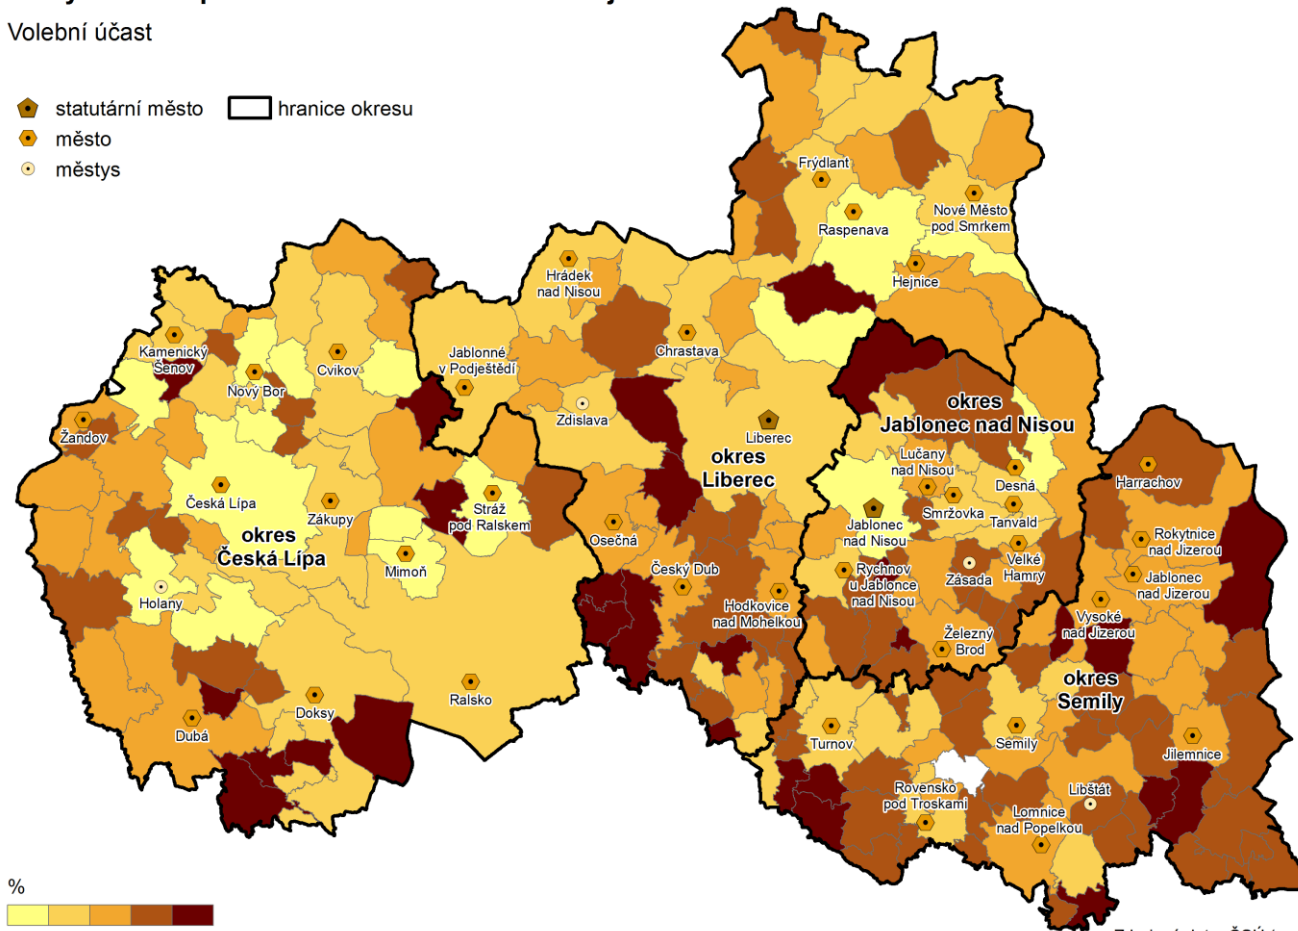 Volební účast
statutární město
hranice okresu
město
městys
Frýdlant
Raspenava
Nové Město
pod Smrkem
Hejnice
Hrádek
nad Nisou
Chrastava
Jablonné
v Podještědí
Zdislava
Liberec
okres
Liberec
Osečná
Český Dub
Hodkovice
nad Mohelkou
Kamenický
Šenov
Nový Bor
Cvikov
Žandov
Česká Lípa
Zákupy
Stráž
pod Ralskem
okres
Česká Lípa
Mimoň
Holany
Ralsko
Doksy
Dubá
okres
Jablonec nad Nisou
Lučany
nad Nisou
Desná
Smržovka
Tanvald
Jablonec
nad Nisou
Rychnov
u Jablonce
nad Nisou
Zásada
Velké
Hamry
Železný
Brod
Harrachov
Rokytnice
nad Jizerou
Jablonec
nad Jizerou
Vysoké
nad Jizerou
okres
Semily
Turnov
Semily
Jilemnice
Rovensko
pod Troskami
Libštát
Lomnice
nad Popelkou
%